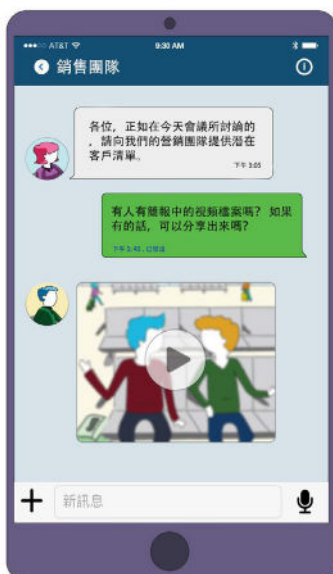 AT&T 9:30 AM
銷售團隊
各位，正如在今天會議所討論的
，請向我們的營銷團隊提供潛在
客戶清單。
下午 3:05
有人有簡報中的視頻檔案嗎？如果
有的話，可以分享出來嗎？
新訊息